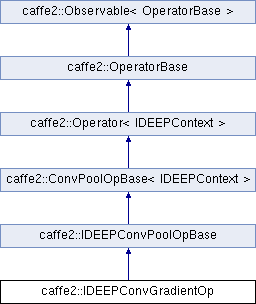 caffe2::Observable< OperatorBase >
caffe2::OperatorBase
caffe2::Operator< IDEEPContext >
caffe2::ConvPoolOpBase< IDEEPContext >
caffe2::IDEEPConvPoolOpBase
caffe2::IDEEPConvGradientOp